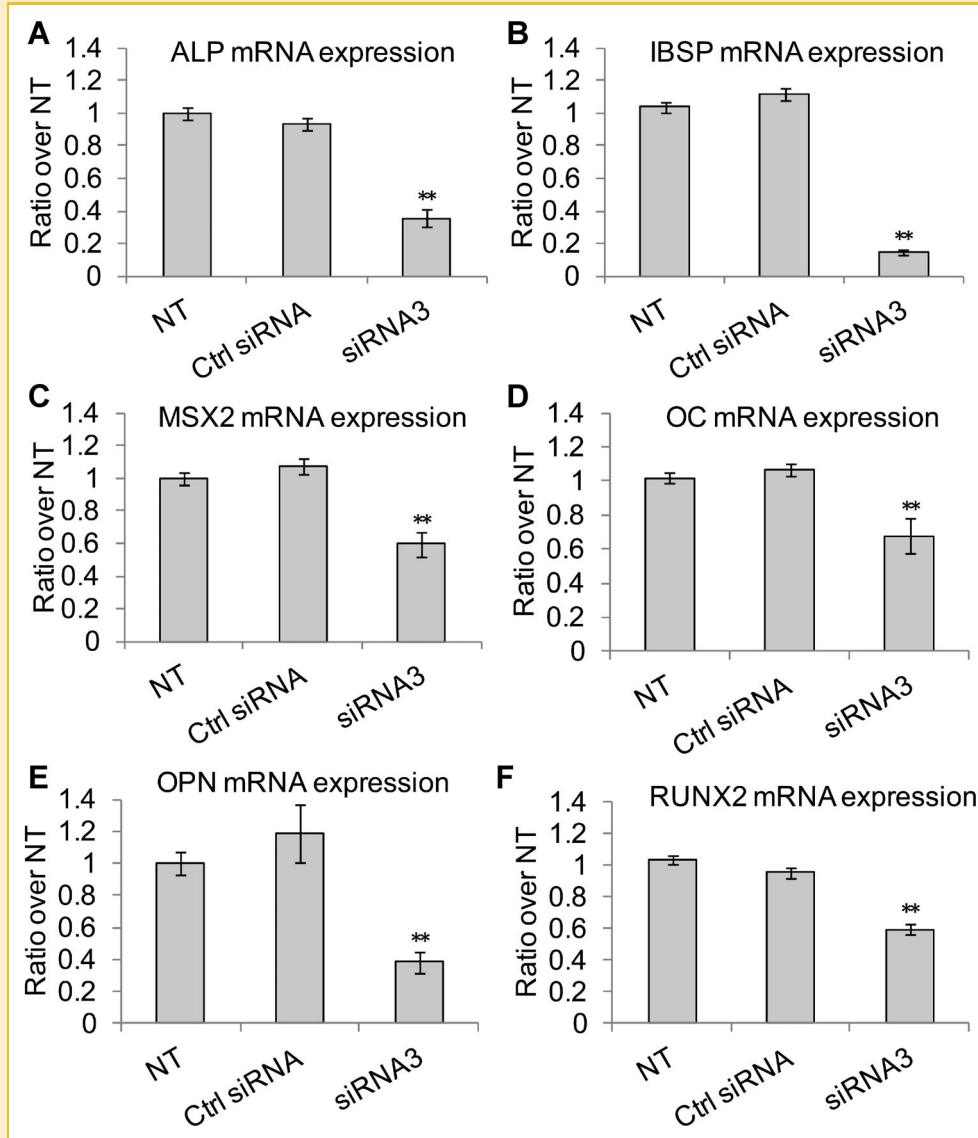 A
ALP mRNA expression
Ratio over NT
1.4
1.2
1
0.8
0.6
0.4
0.2
0
**
NT
Ctrl siRNA
siRNA3
B
IBSP mRNA expression
Ratio over NT
1.4
1.2
1
0.8
0.6
0.4
0.2
0
**
NT
Ctrl siRNA
siRNA3
C
MSX2 mRNA expression
Ratio over NT
1.4
1.2
1
0.8
0.6
0.4
0.2
0
**
NT
Ctrl siRNA
siRNA3
D
OC mRNA expression
Ratio over NT
1.4
1.2
1
0.8
0.6
0.4
0.2
0
**
NT
Ctrl siRNA
siRNA3
E
OPN mRNA expression
Ratio over NT
1.4
1.2
1
0.8
0.6
0.4
0.2
0
**
NT
Ctrl siRNA
siRNA3
F
RUNX2 mRNA expression
Ratio over NT
1.4
1.2
1
0.8
0.6
0.4
0.2
0
**
NT
Ctrl siRNA
siRNA3